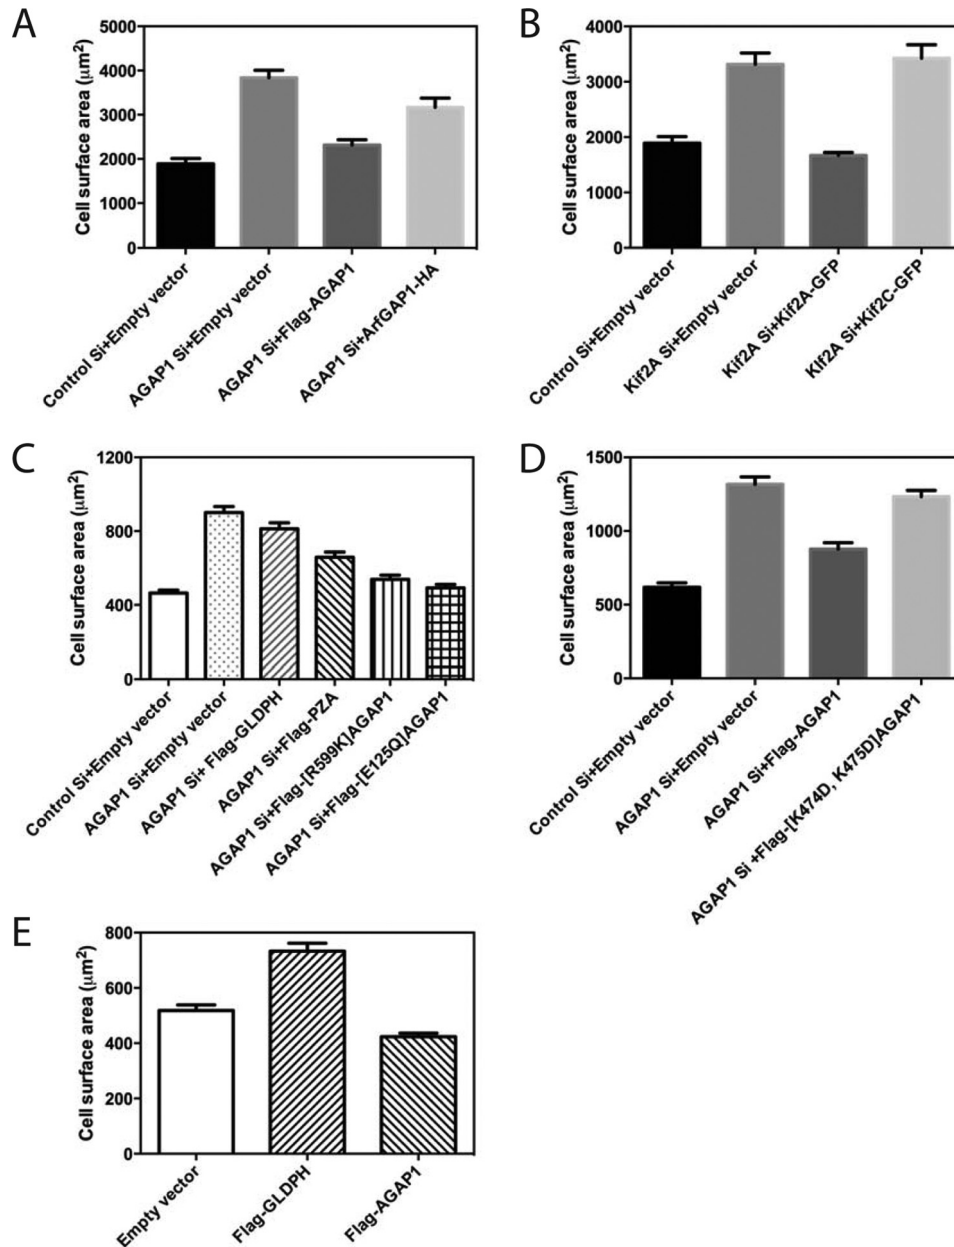 A
Cell surface area (μm²)
5000
4000
3000
2000
1000
0
Control Si+Empty vector
AGAP1 Si+Empty vector
AGAP1 Si+Flag-AGAP1
AGAP1 Si+ArfGAP1-HA
B
Cell surface area (μm²)
4000
3000
2000
1000
0
Control Si+Empty vector
Kif2A Si+Empty vector
Kif2A Si+Kif2A-GFP
Kif2A Si+Kif2C-GFP
C
Cell surface area (μm²)
1200
800
400
0
Control Si+Empty vector
AGAP1 Si+Empty vector
AGAP1 Si+ Flag-GLDPH
AGAP1 Si+Flag-PZA
AGAP1 Si+Flag-[R599K]AGAP1
AGAP1 Si+Flag-[E125Q]AGAP1
D
Cell surface area (μm²)
1500
1000
500
0
Control Si+Empty vector
AGAP1 Si+Empty vector
AGAP1 Si+Flag-AGAP1
AGAP1 Si +Flag-[K474D, K475D]AGAP1
E
Cell surface area (μm²)
800
600
400
200
0
Empty vector
Flag-GLDPH
Flag-AGAP1